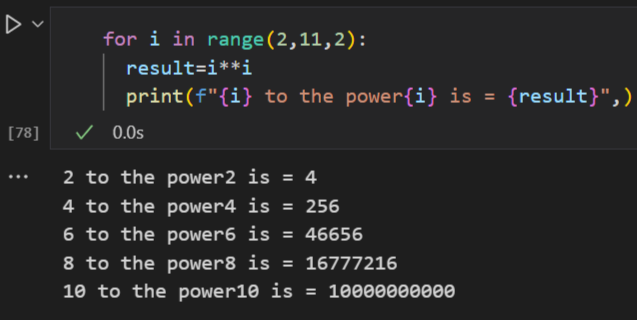 for i in range(2,11,2):
result=i**i
print(f"{i} to the power{i} is = {result}",)
[78] 0.0s
2 to the power2 is = 4
4 to the power4 is = 256
6 to the power6 is = 46656
8 to the power8 is = 16777216
10 to the power10 is = 10000000000